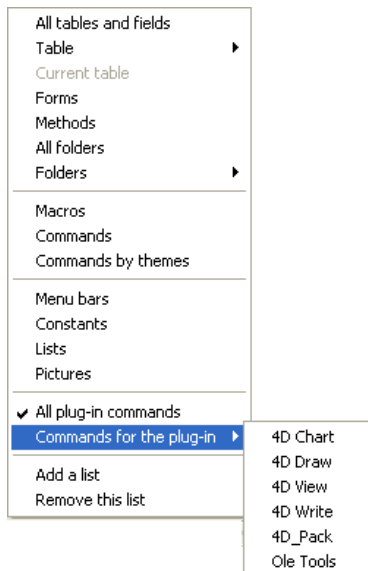 All tables and fields
Table
Current table
Forms
Methods
All folders
Folders
Macros
Commands
Commands by themes
Menu bars
Constants
Lists
Pictures
All plug-in commands
Commands for the plug-in
Add a list
Remove this list
4D Chart
4D Draw
4D View
4D Write
4D_Pack
Ole Tools